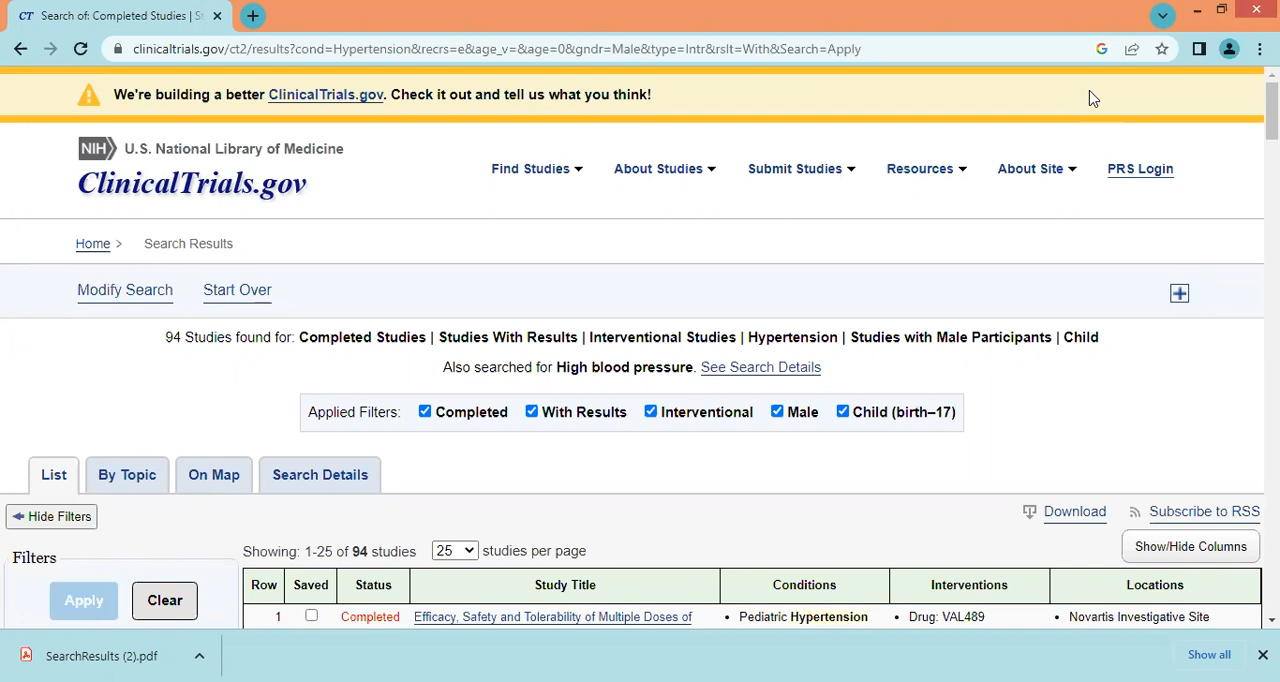 CT Search of: Completed Studies | St
clinicaltrials.gov/ct2/results?cond=Hypertension&recrs=e&age_v=&age=0&gndr=Male&type=Intr&rslt=With&Search=Apply
We're building a better ClinicalTrials.gov. Check it out and tell us what you think!
NIH U.S. National Library of Medicine
ClinicalTrials.gov
Find Studies About Studies Submit Studies Resources About Site PRS Login
Home > Search Results
Modify Search Start Over
94 Studies found for: Completed Studies | Studies With Results | Interventional Studies | Hypertension | Studies with Male Participants | Child
Also searched for High blood pressure. See Search Details
Applied Filters: Completed With Results Interventional Male Child (birth–17)
List By Topic On Map Search Details
Hide Filters Download Subscribe to RSS
Show/Hide Columns
Showing: 1-25 of 94 studies 25 studies per page
Filters
Apply Clear
Row Saved Status Study Title Conditions Interventions Locations
1 Completed Efficacy, Safety and Tolerability of Multiple Doses of • Pediatric Hypertension • Drug: VAL489 • Novartis Investigative Site
SearchResults (2).pdf Show all